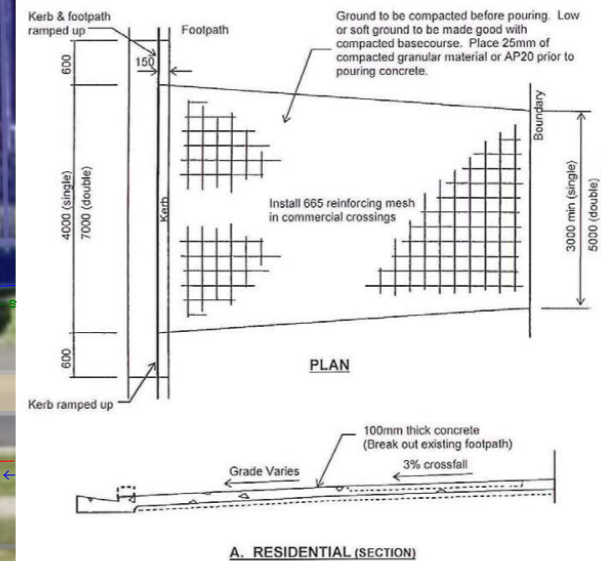 Kerb & footpath
ramped up
Footpath
Ground to be compacted before pouring. Low
or soft ground to be made good with
compacted basecourse. Place 25mm of
compacted granular material or AP20 prior to
pouring concrete.
600
150
Boundary
4000 (single)
7000 (double)
Kerb
Install 665 reinforcing mesh
in commercial crossings
3000 min (single)
5000 (double)
600
PLAN
Kerb ramped up
100mm thick concrete
(Break out existing footpath)
Grade Varies
3% crossfall
A. RESIDENTIAL (SECTION)